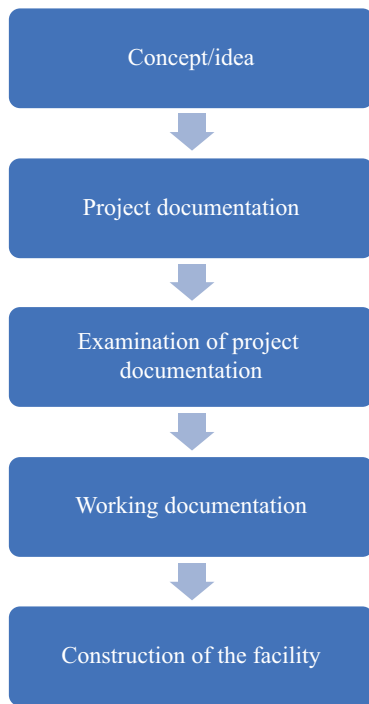 Concept/idea
Project documentation
Examination of project
documentation
Working documentation
Construction of the facility